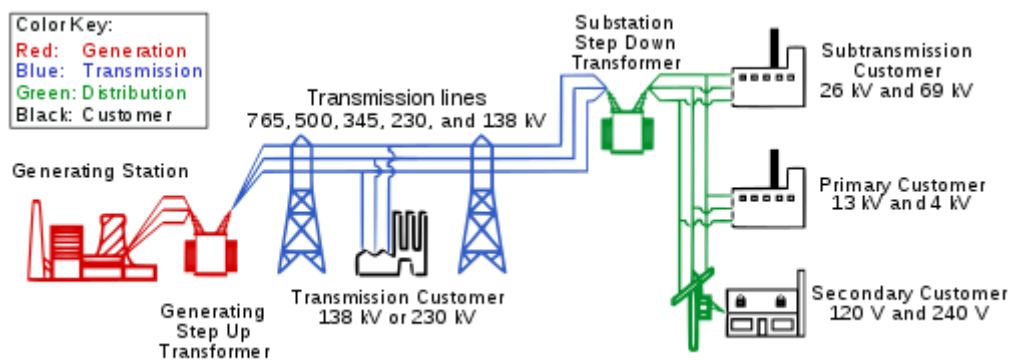 Color Key:
Red: Generation
Blue: Transmission
Green: Distribution
Black: Customer
Generating Station
Generating
Step Up
Transformer
Transmission lines
765, 500, 345, 230, and 138 kV
Transmission Customer
138 kV or 230 kV
Substation
Step Down
Transformer
Subtransmission
Customer
26 kV and 69 kV
Primary Customer
13 kV and 4 kV
Secondary Customer
120 V and 240 V